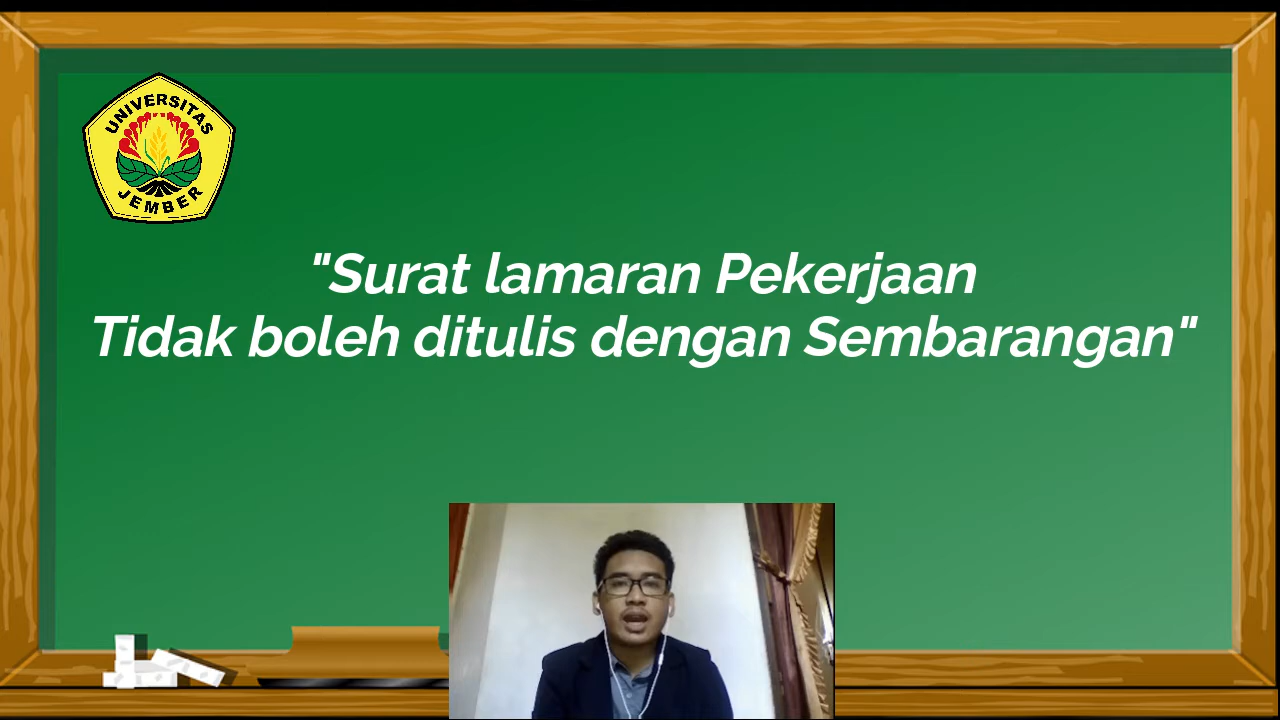 UNIVERSITAS
JEMBER
"Surat lamaran Pekerjaan
Tidak boleh ditulis dengan Sembarangan"